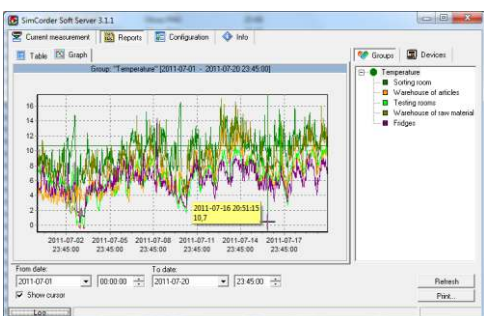 SimCorder Soft Server 3.1.1
Current measurement Reports Configuration Info
Table Graph
Groups Devices
Group: "Temperature" [2011-07-01 - 2011-07-20 23:45:00]
Temperature
Sorting room
Warehouse of articles
Testing rooms
Warehouse of raw material
Fridges
16
14
12
10
8
6
4
2
0
2011-07-16 20:51:15
10,7
2011-07-02 2011-07-05 2011-07-08 2011-07-11 2011-07-14 2011-07-17
23:45:00 23:45:00 23:45:00 23:45:00 23:45:00 23:45:00
From date: To date:
2011-07-01 00:00:00 2011-07-20 23:45:00
Refresh
Show cursor
Print...
Log